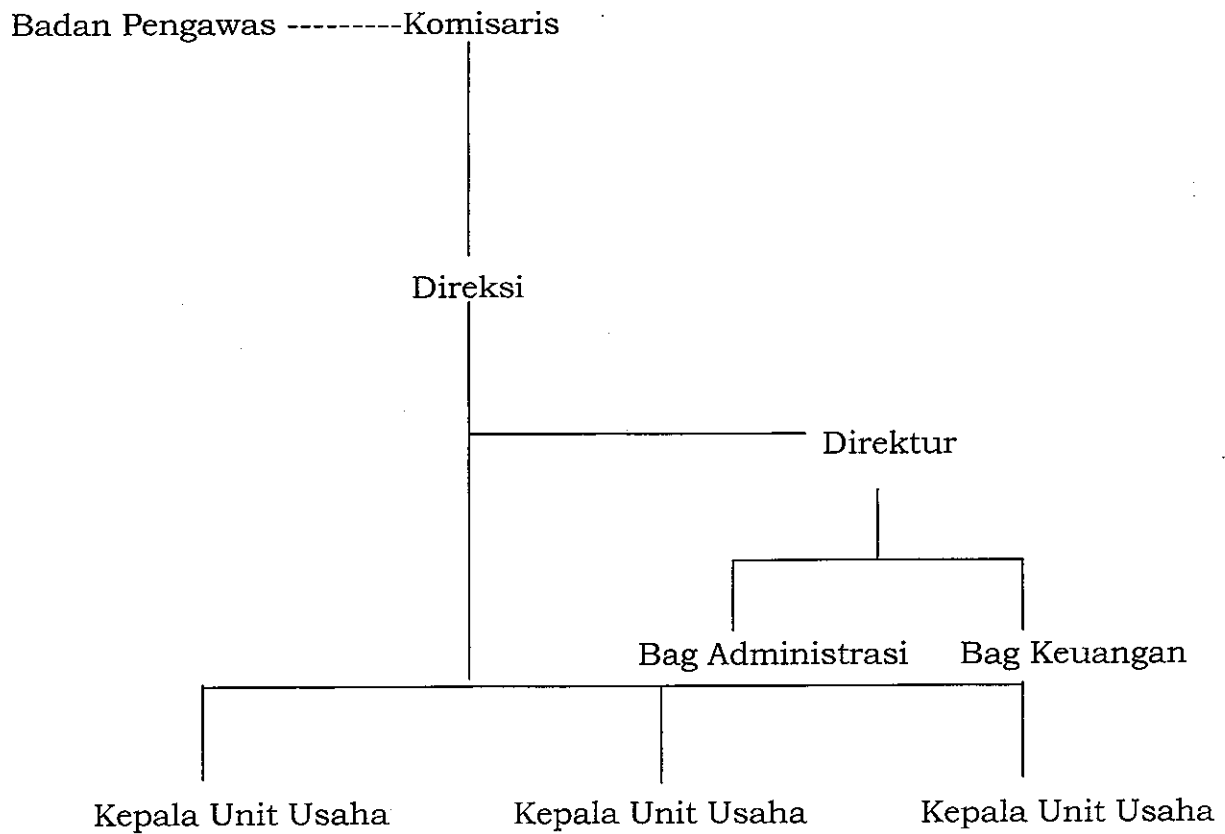 Badan Pengawas ---------Komisaris
Direksi
Direktur
Bag Administrasi Bag Keuangan
Kepala Unit Usaha Kepala Unit Usaha Kepala Unit Usaha